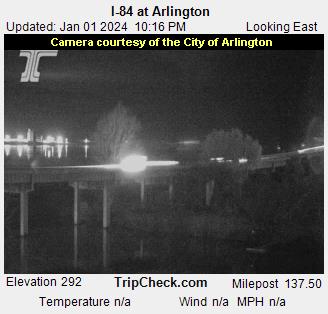 I-84 at Arlington
Updated: Jan 01 2024 10:16 PM Looking East
Camera courtesy of the City of Arlington
Elevation 292 TripCheck.com Milepost 137.50
Temperature n/a Wind n/a MPH n/a